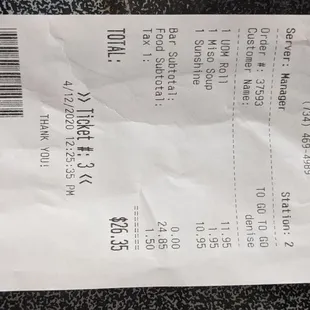 (734) 469-4989
Server: Manager Station: 2
Order #: 37593 TO GO TO GO
Customer Name: denise
1 UOM Roll 11.95
1 Miso Soup 1.95
1 Sunshine 10.95
Bar Subtotal: 0.00
Food Subtotal: 24.85
Tax 1: 1.50
=======
TOTAL: $26.35
>> Ticket #: 3 <<
4/12/2020 12:25:35 PM
THANK YOU!